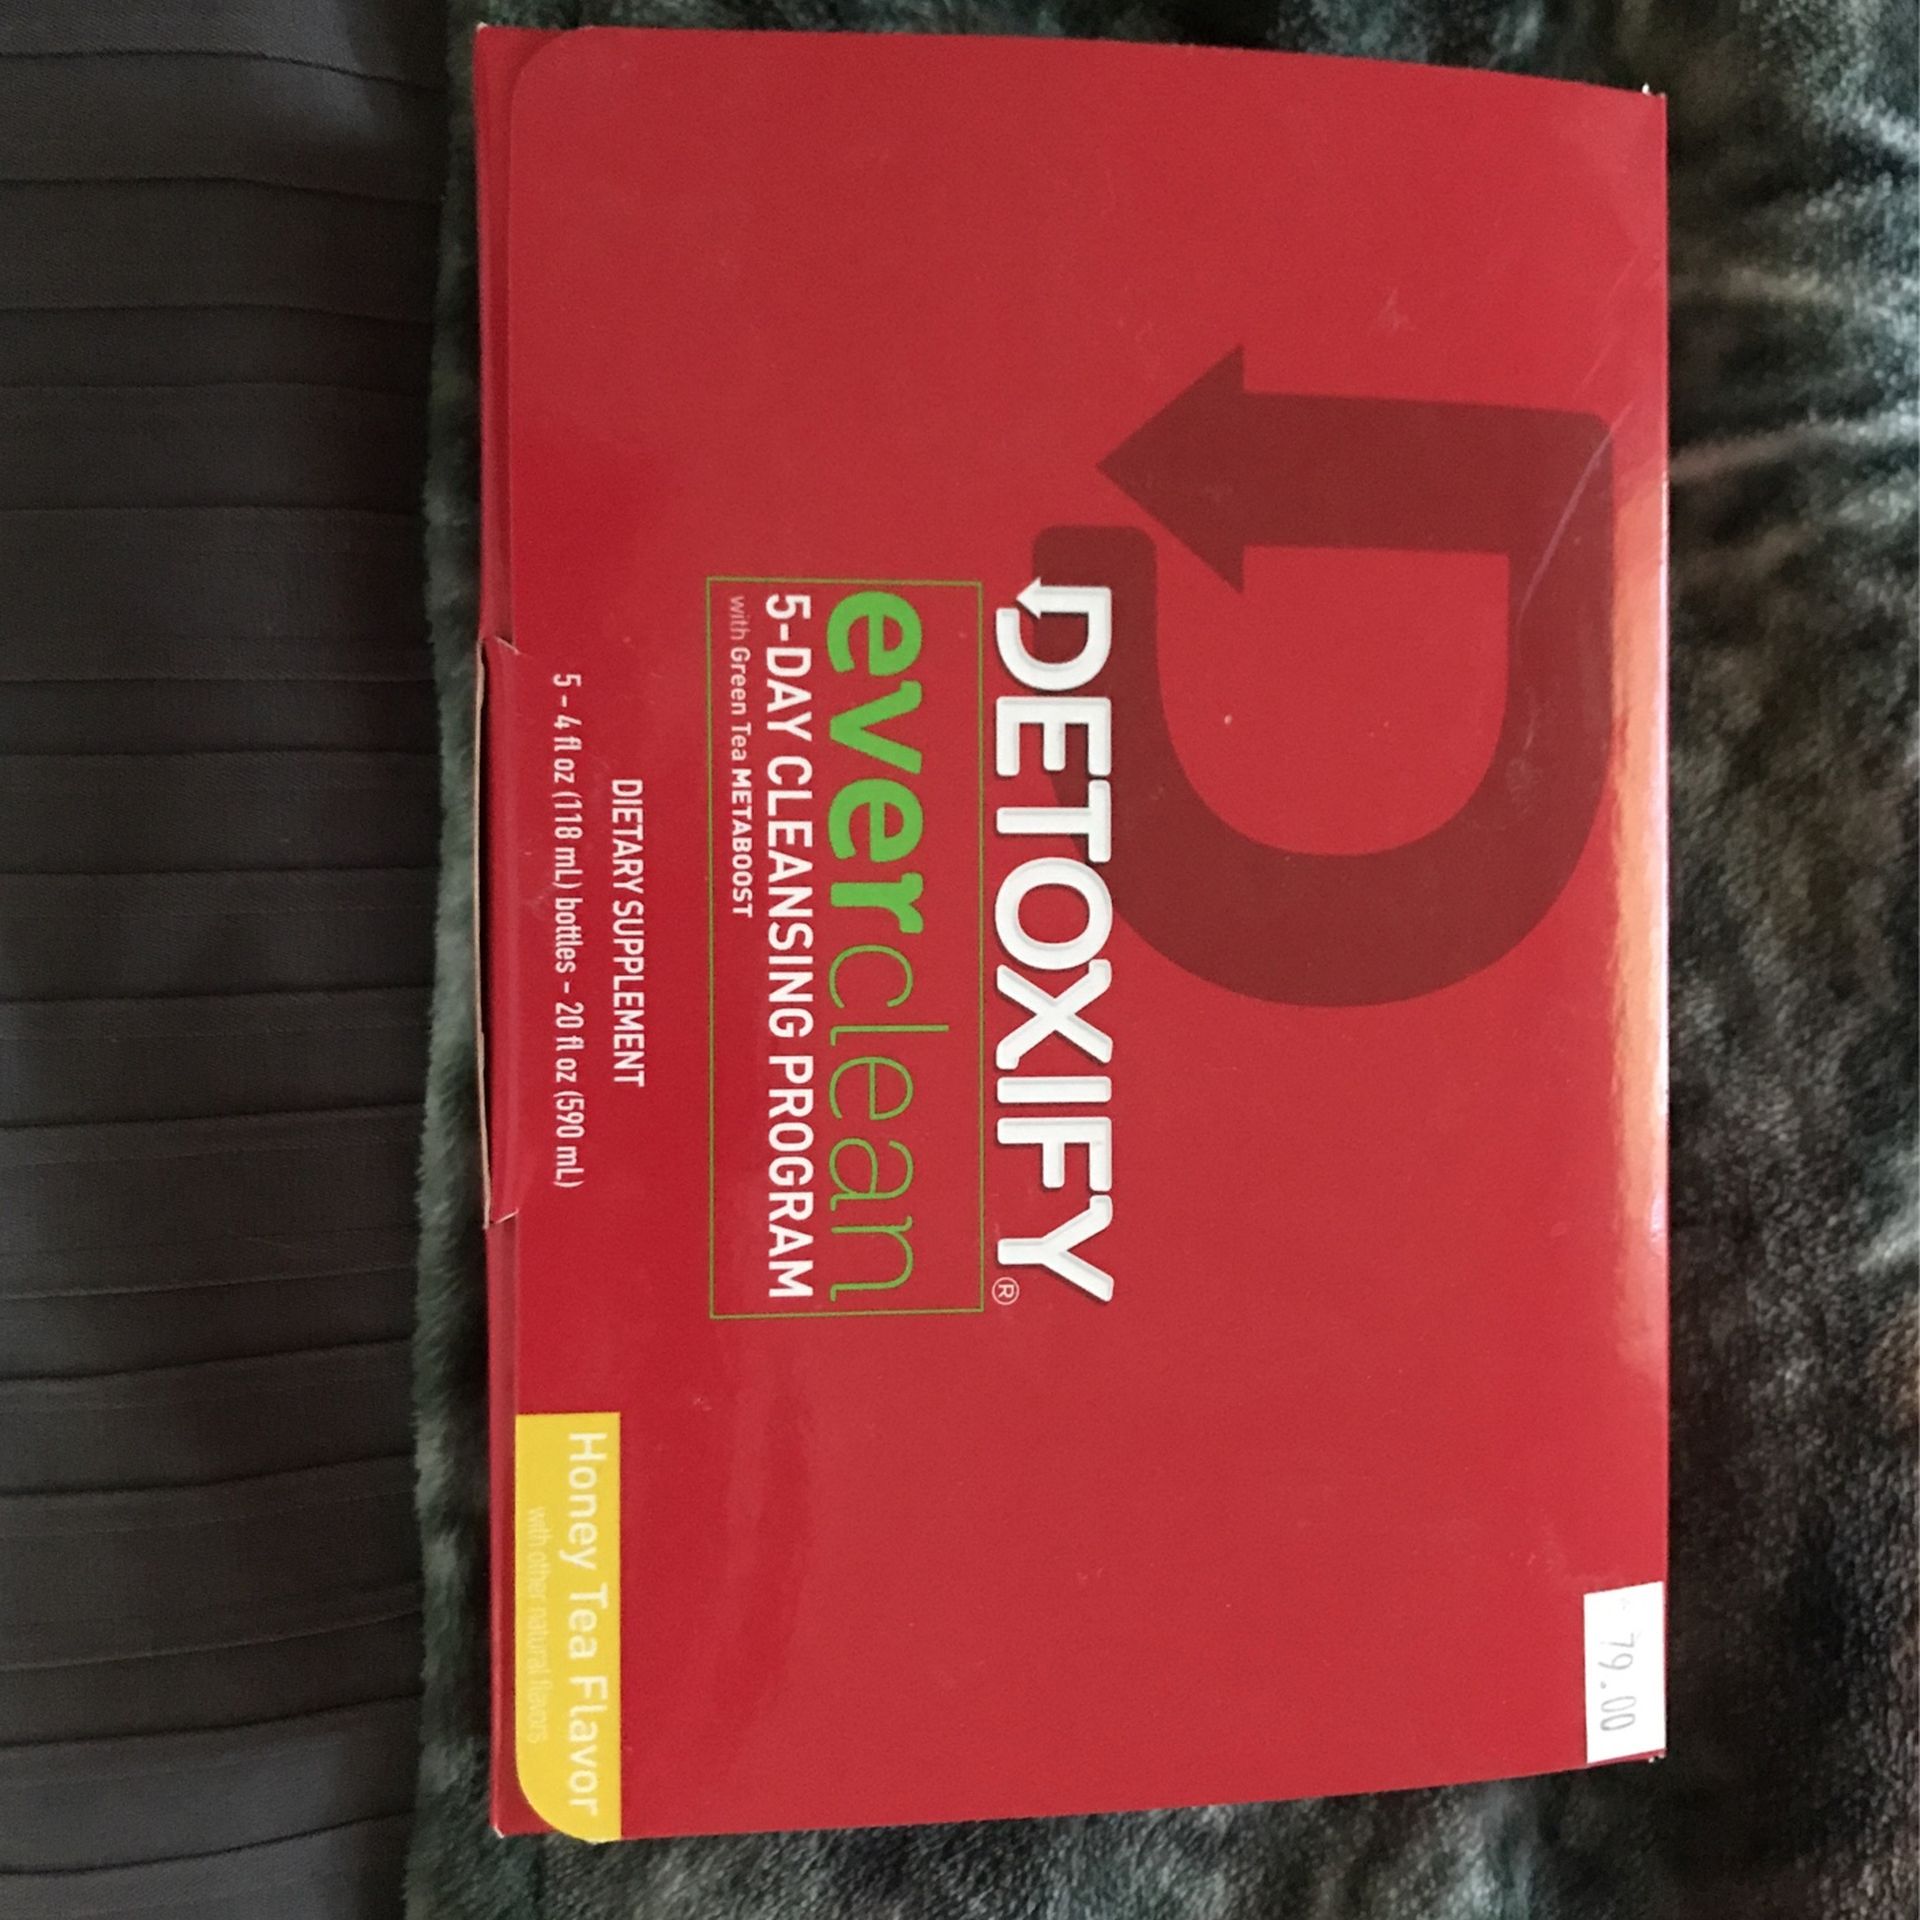 79.00
DETOXIFY®
everclean
5-DAY CLEANSING PROGRAM
with Green Tea METABOOST
DIETARY SUPPLEMENT
5 - 4 fl oz (118 mL) bottles - 20 fl oz (590 mL)
Honey Tea Flavor
with other natural flavors